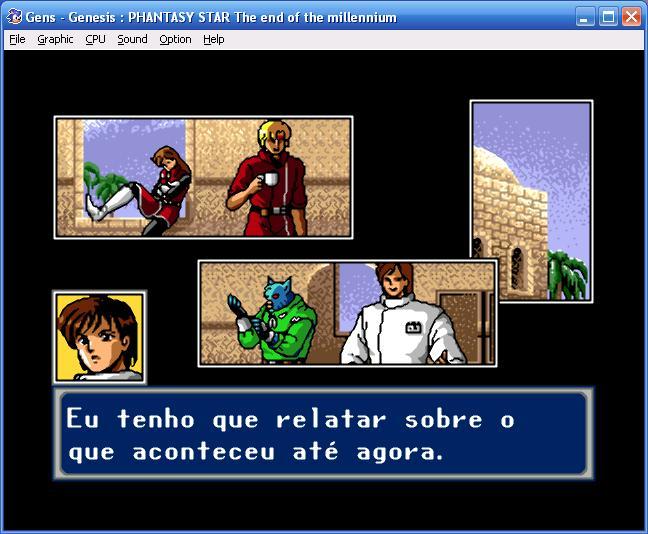 Gens - Genesis : PHANTASY STAR The end of the millennium
File Graphic CPU Sound Option Help
Eu tenho que relatar sobre o
que aconteceu até agora.